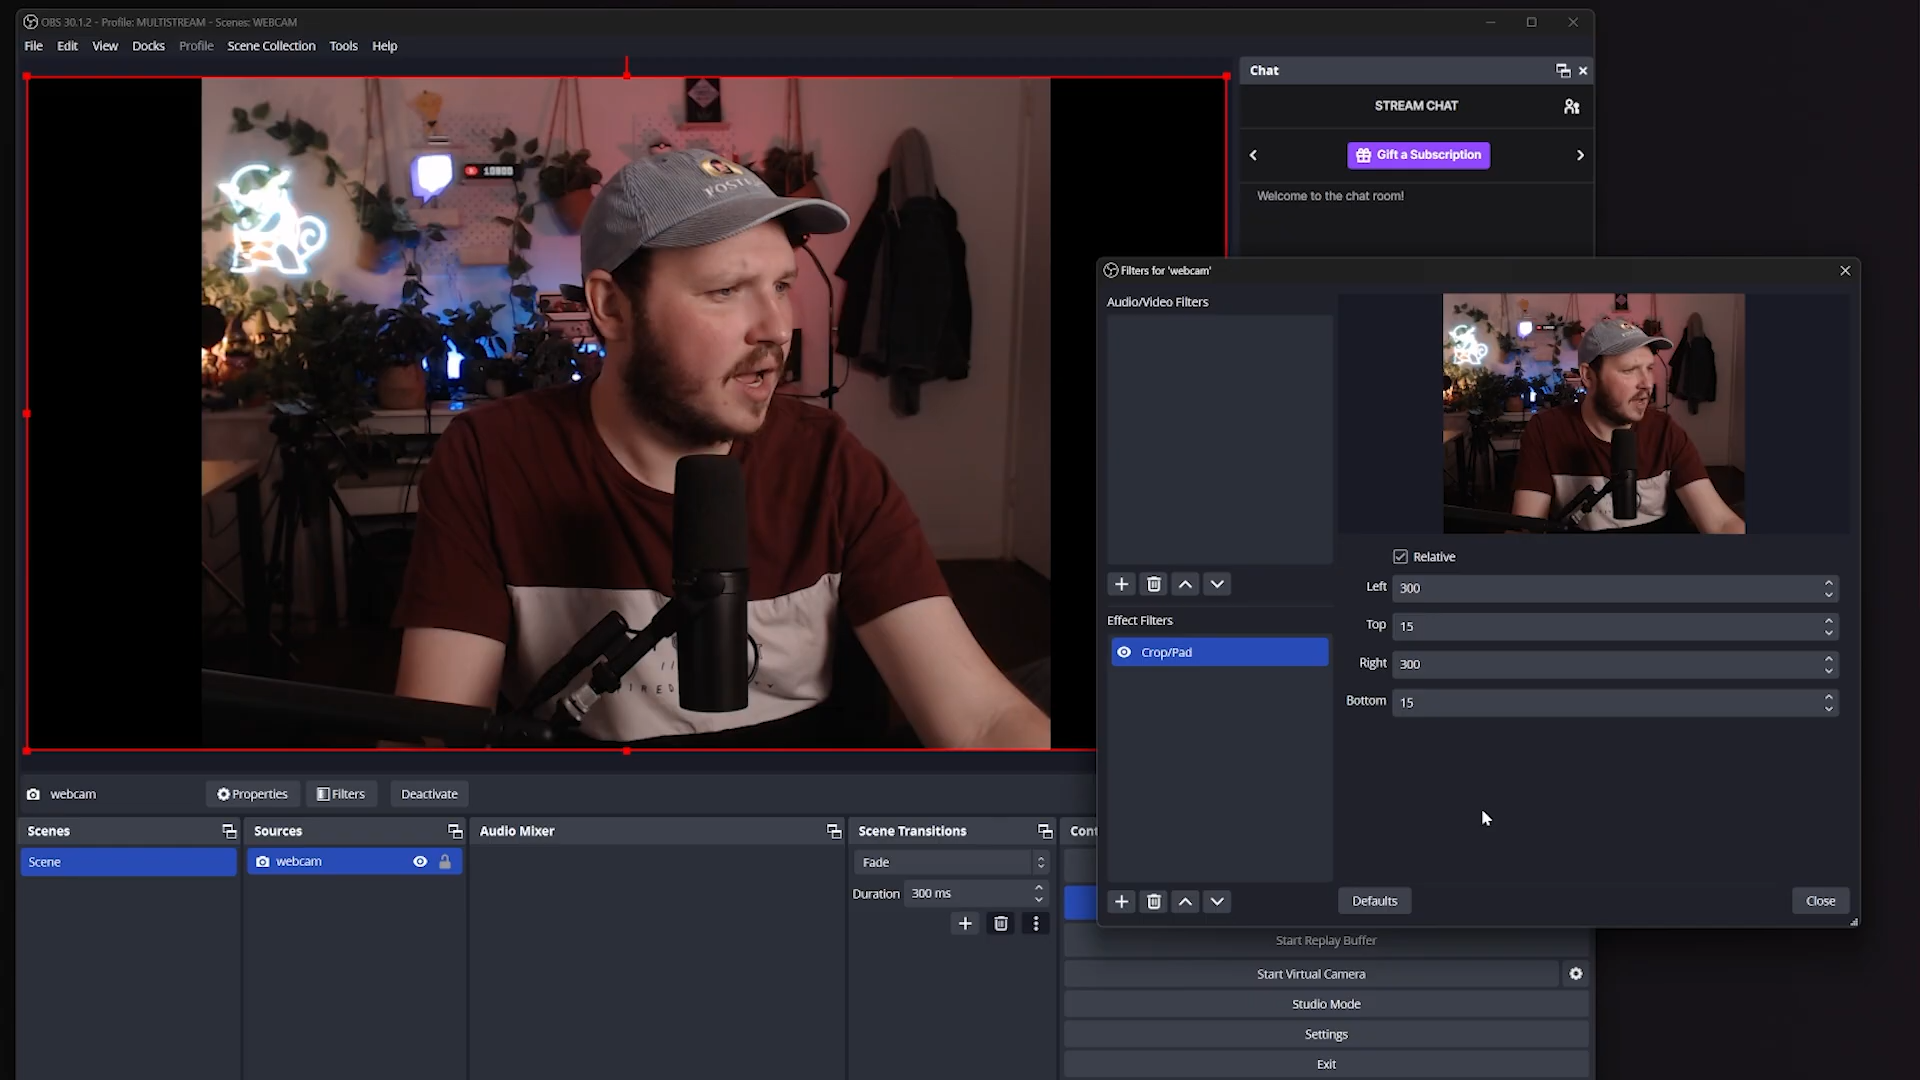 OBS 30.1.2 - Profile: MULTISTREAM - Scenes: WEBCAM
File Edit View Docks Profile Scene Collection Tools Help
Chat
STREAM CHAT
Gift a Subscription
Welcome to the chat room!
10800
Filters for 'webcam'
Audio/Video Filters
Relative
Left 300
Top 15
Right 300
Bottom 15
Effect Filters
Crop/Pad
Defaults
Close
webcam
Properties
Filters
Deactivate
Scenes
Scene
Sources
webcam
Audio Mixer
Scene Transitions
Fade
Duration 300 ms
Cont
Start Replay Buffer
Start Virtual Camera
Studio Mode
Settings
Exit